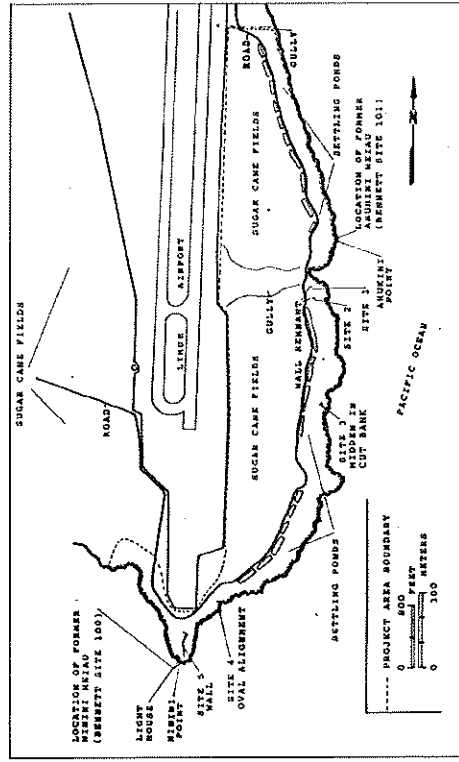 SUGAR CANE FIELDS
ROAD
LIHUE
AIRPORT
ROAD
GULLY
SUGAR CANE FIELDS
SETTLING PONDS
GULLY
SUGAR CANE FIELDS
WALL REMNANT
LOCATION OF FORMER
AHUKINI HEIAU
(BENNETT SITE 101)
AHUKINI
POINT
SITE 1
SITE 2
SITE 3
MIDDEN IN
CUT BANK
PACIFIC OCEAN
SETTLING PONDS
LOCATION OF FORMER
NININI HEIAU
(BENNETT SITE 100)
LIGHT
HOUSE
NININI
POINT
SITE 5
WALL
SITE 4
OVAL ALIGNMENT
PROJECT AREA BOUNDARY
0 800
FEET
METERS
0 100
N